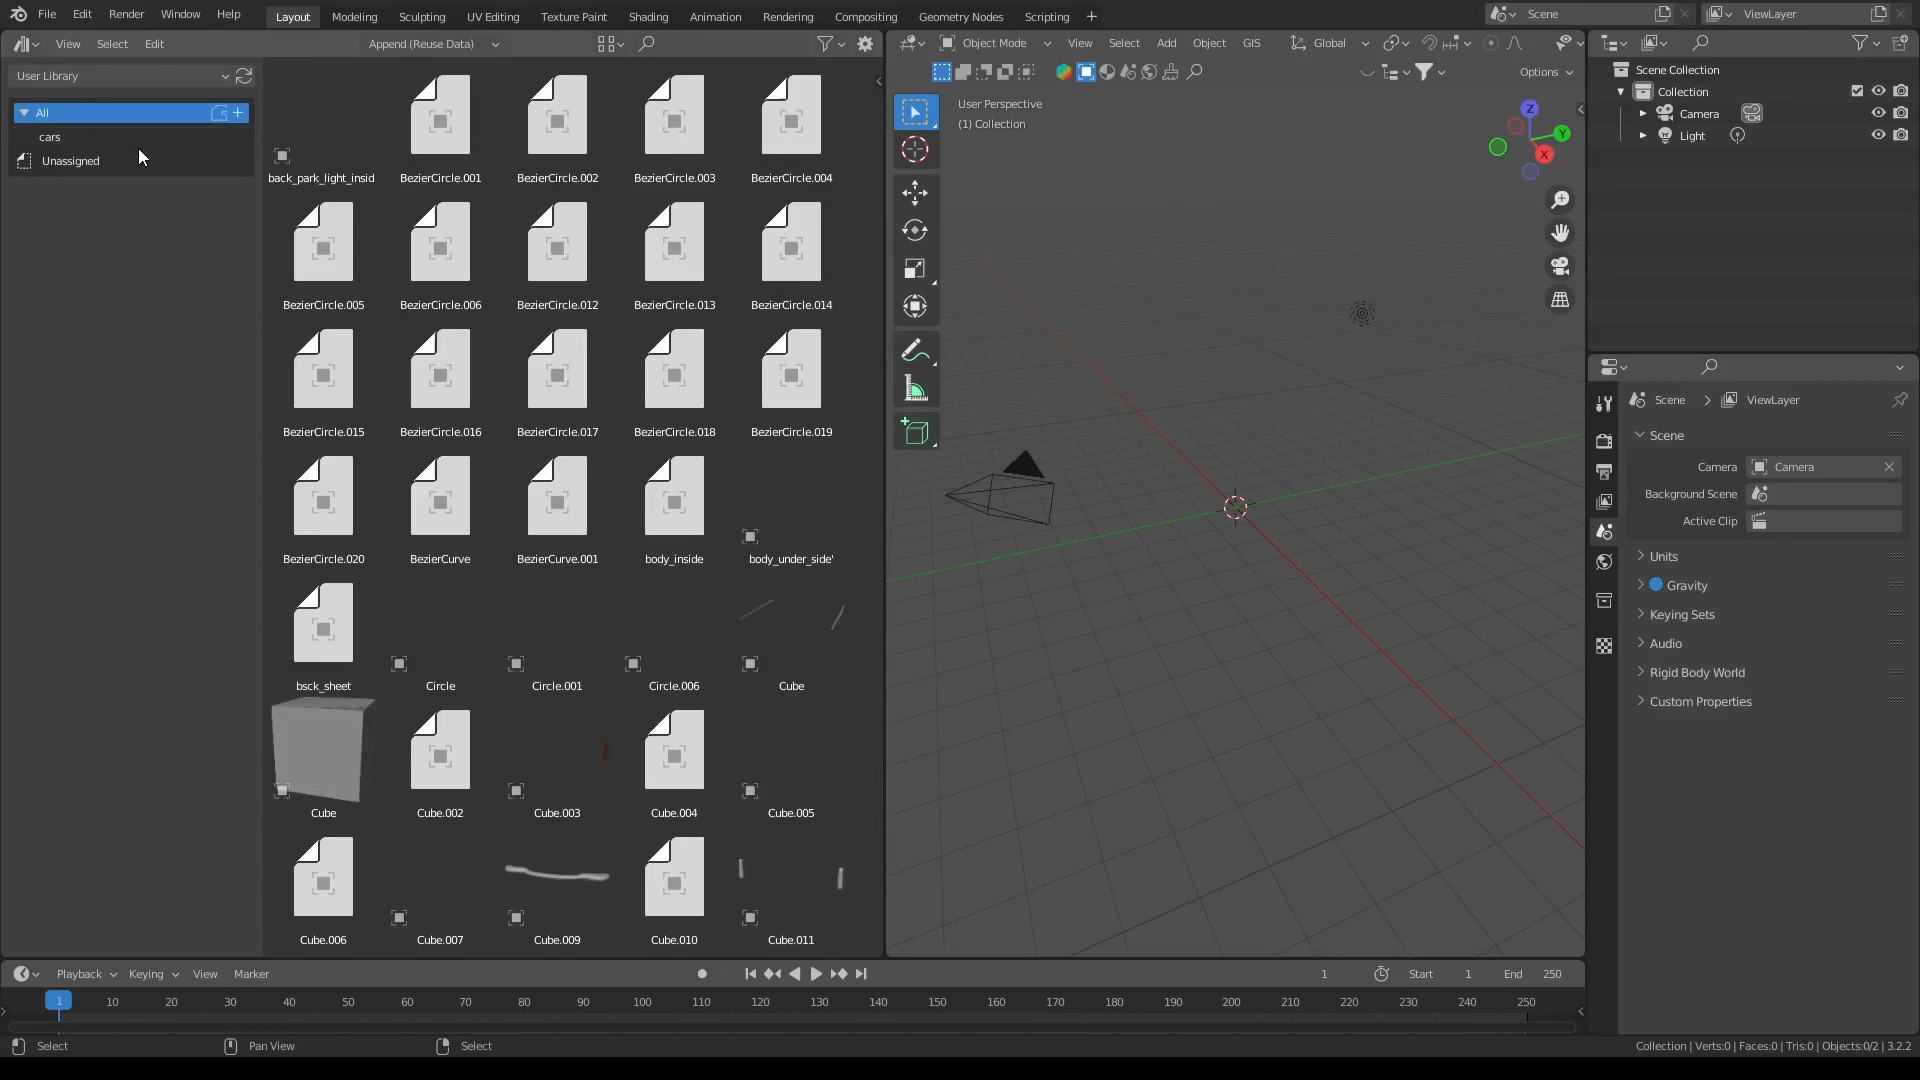 File Edit Render Window Help
Layout Modeling Sculpting UV Editing Texture Paint Shading Animation Rendering Compositing Geometry Nodes Scripting +
Scene
ViewLayer
View Select Edit
Append (Reuse Data)
Object Mode View Select Add Object GIS
Global
Options
User Library
All
cars
Unassigned
back_park_light_insid BezierCircle.001 BezierCircle.002 BezierCircle.003 BezierCircle.004
BezierCircle.005 BezierCircle.006 BezierCircle.012 BezierCircle.013 BezierCircle.014
BezierCircle.015 BezierCircle.016 BezierCircle.017 BezierCircle.018 BezierCircle.019
BezierCircle.020 BezierCurve BezierCurve.001 body_inside body_under_side'
bsck_sheet Circle Circle.001 Circle.006 Cube
Cube Cube.002 Cube.003 Cube.004 Cube.005
Cube.006 Cube.007 Cube.009 Cube.010 Cube.011
User Perspective
(1) Collection
Z
Y
X
Scene Collection
Collection
Camera
Light
Scene ViewLayer
Scene
Camera Camera
Background Scene
Active Clip
Units
Gravity
Keying Sets
Audio
Rigid Body World
Custom Properties
Playback Keying View Marker
1 Start 1 End 250
1 10 20 30 40 50 60 70 80 90 100 110 120 130 140 150 160 170 180 190 200 210 220 230 240 250
Select Pan View Select
Collection | Verts:0 | Faces:0 | Tris:0 | Objects:0/2 | 3.2.2